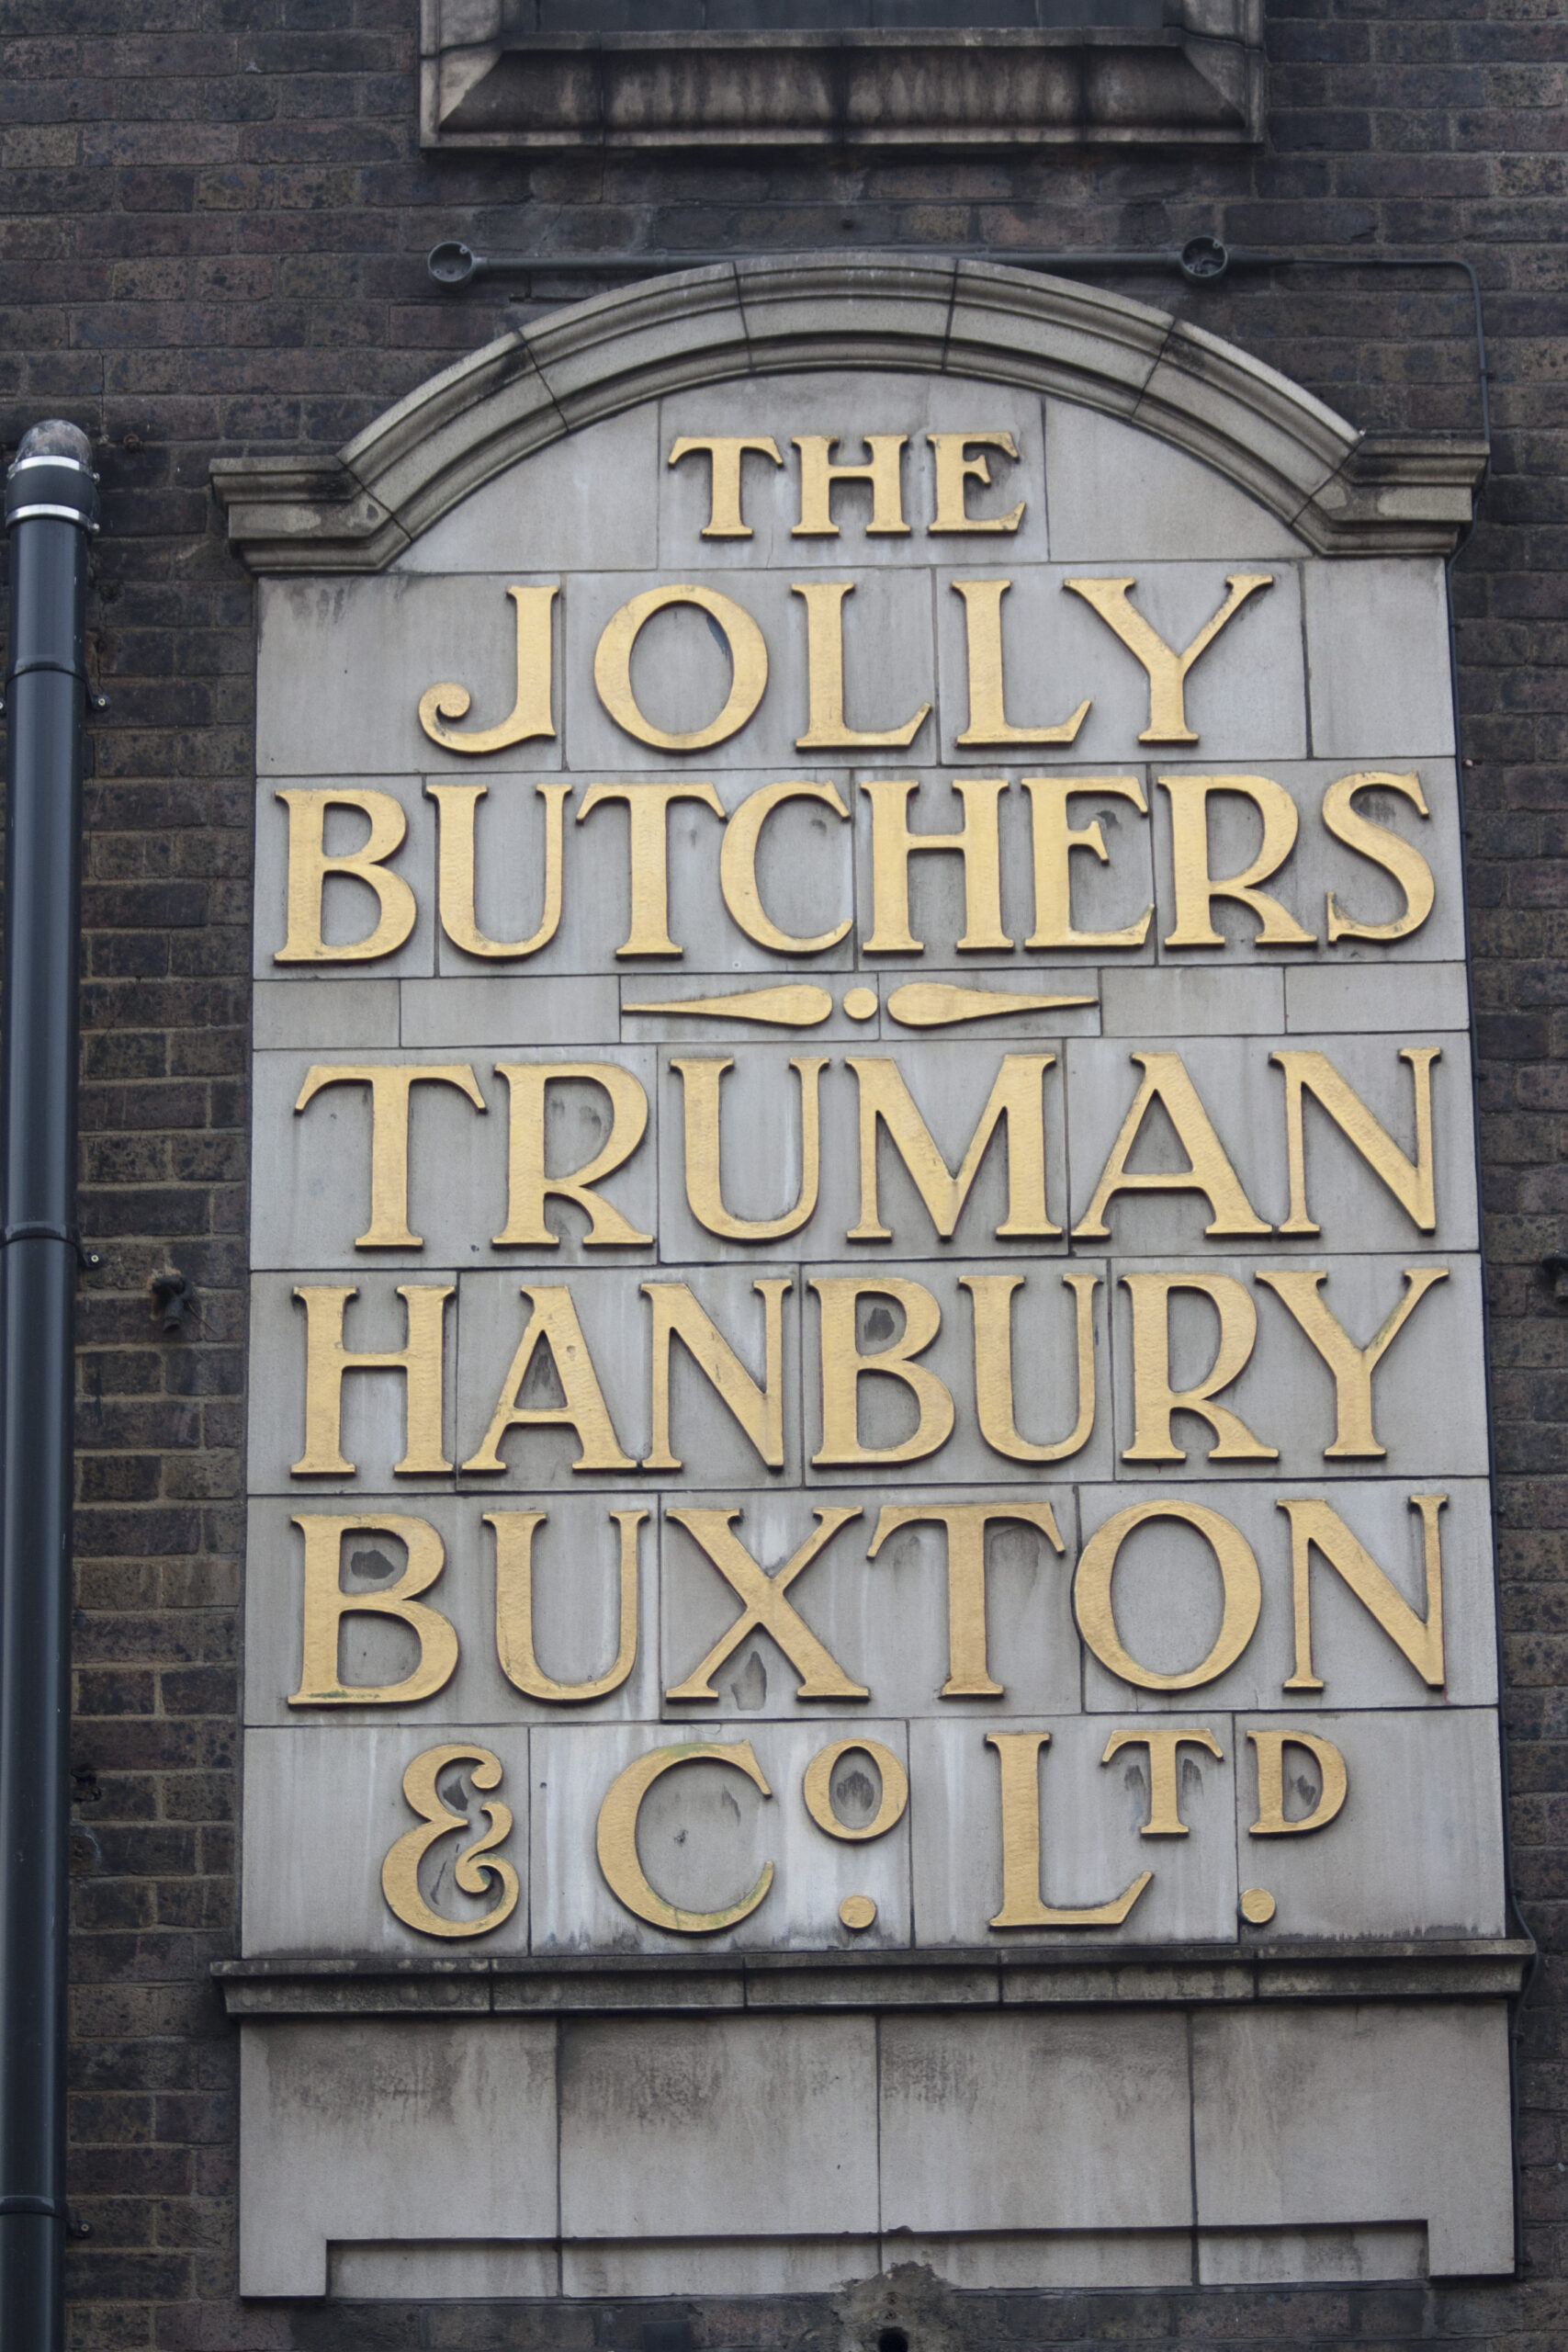 THE
JOLLY
BUTCHERS
TRUMAN
HANBURY
BUXTON
& Co. LTD.